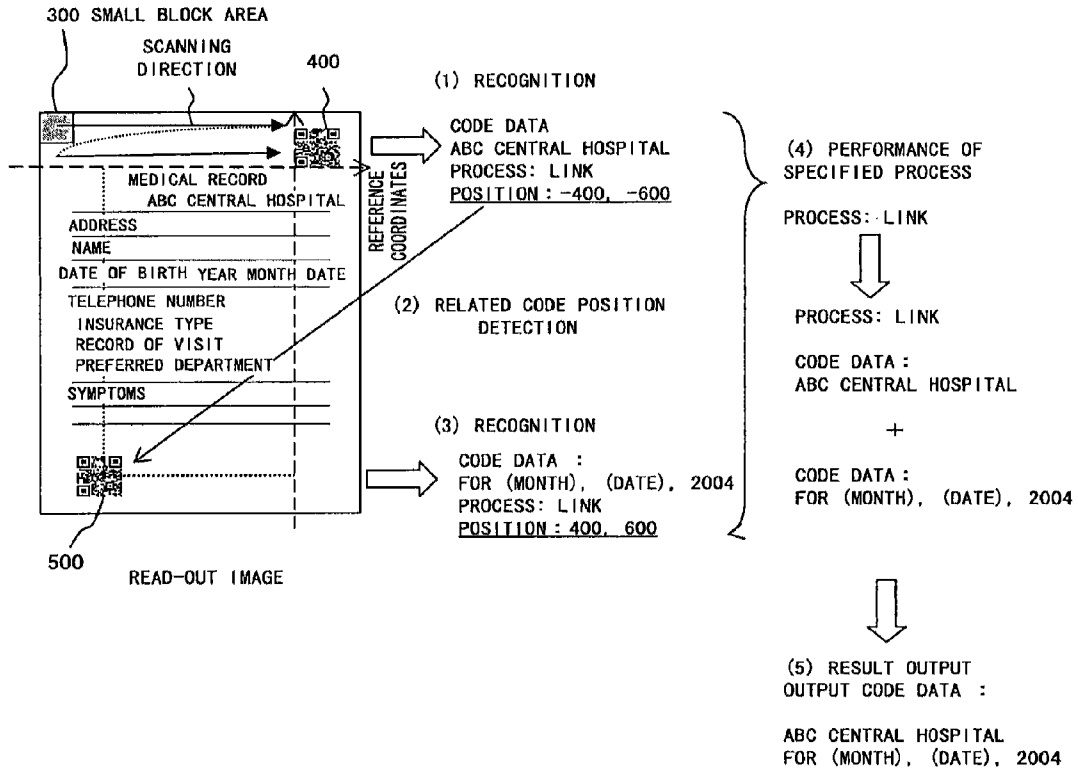 300 SMALL BLOCK AREA
SCANNING
DIRECTION
400
MEDICAL RECORD
ABC CENTRAL HOSPITAL
ADDRESS
NAME
DATE OF BIRTH YEAR MONTH DATE
TELEPHONE NUMBER
INSURANCE TYPE
RECORD OF VISIT
PREFERRED DEPARTMENT
SYMPTOMS
500
READ-OUT IMAGE
REFERENCE
COORDINATES
(1) RECOGNITION
CODE DATA
ABC CENTRAL HOSPITAL
PROCESS: LINK
POSITION : -400, -600
(2) RELATED CODE POSITION
DETECTION
(3) RECOGNITION
CODE DATA :
FOR (MONTH), (DATE), 2004
PROCESS: LINK
POSITION : 400, 600
(4) PERFORMANCE OF
SPECIFIED PROCESS
PROCESS: LINK
PROCESS: LINK
CODE DATA :
ABC CENTRAL HOSPITAL
+
CODE DATA :
FOR (MONTH), (DATE), 2004
(5) RESULT OUTPUT
OUTPUT CODE DATA :
ABC CENTRAL HOSPITAL
FOR (MONTH), (DATE), 2004